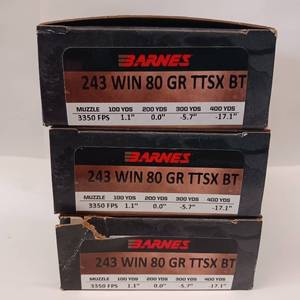 BARNES
243 WIN 80 GR TTSX BT
MUZZLE 100 YDS 200 YDS 300 YDS 400 YDS
3350 FPS 1.1" 0.0" -5.7" -17.1"
BARNES
243 WIN 80 GR TTSX BT
MUZZLE 100 YDS 200 YDS 300 YDS 400 YDS
3350 FPS 1.1" 0.0" -5.7" -17.1"
BARNES
243 WIN 80 GR TTSX BT
MUZZLE 100 YDS 200 YDS 300 YDS 400 YDS
3350 FPS 1.1" 0.0" -5.7" -17.1"